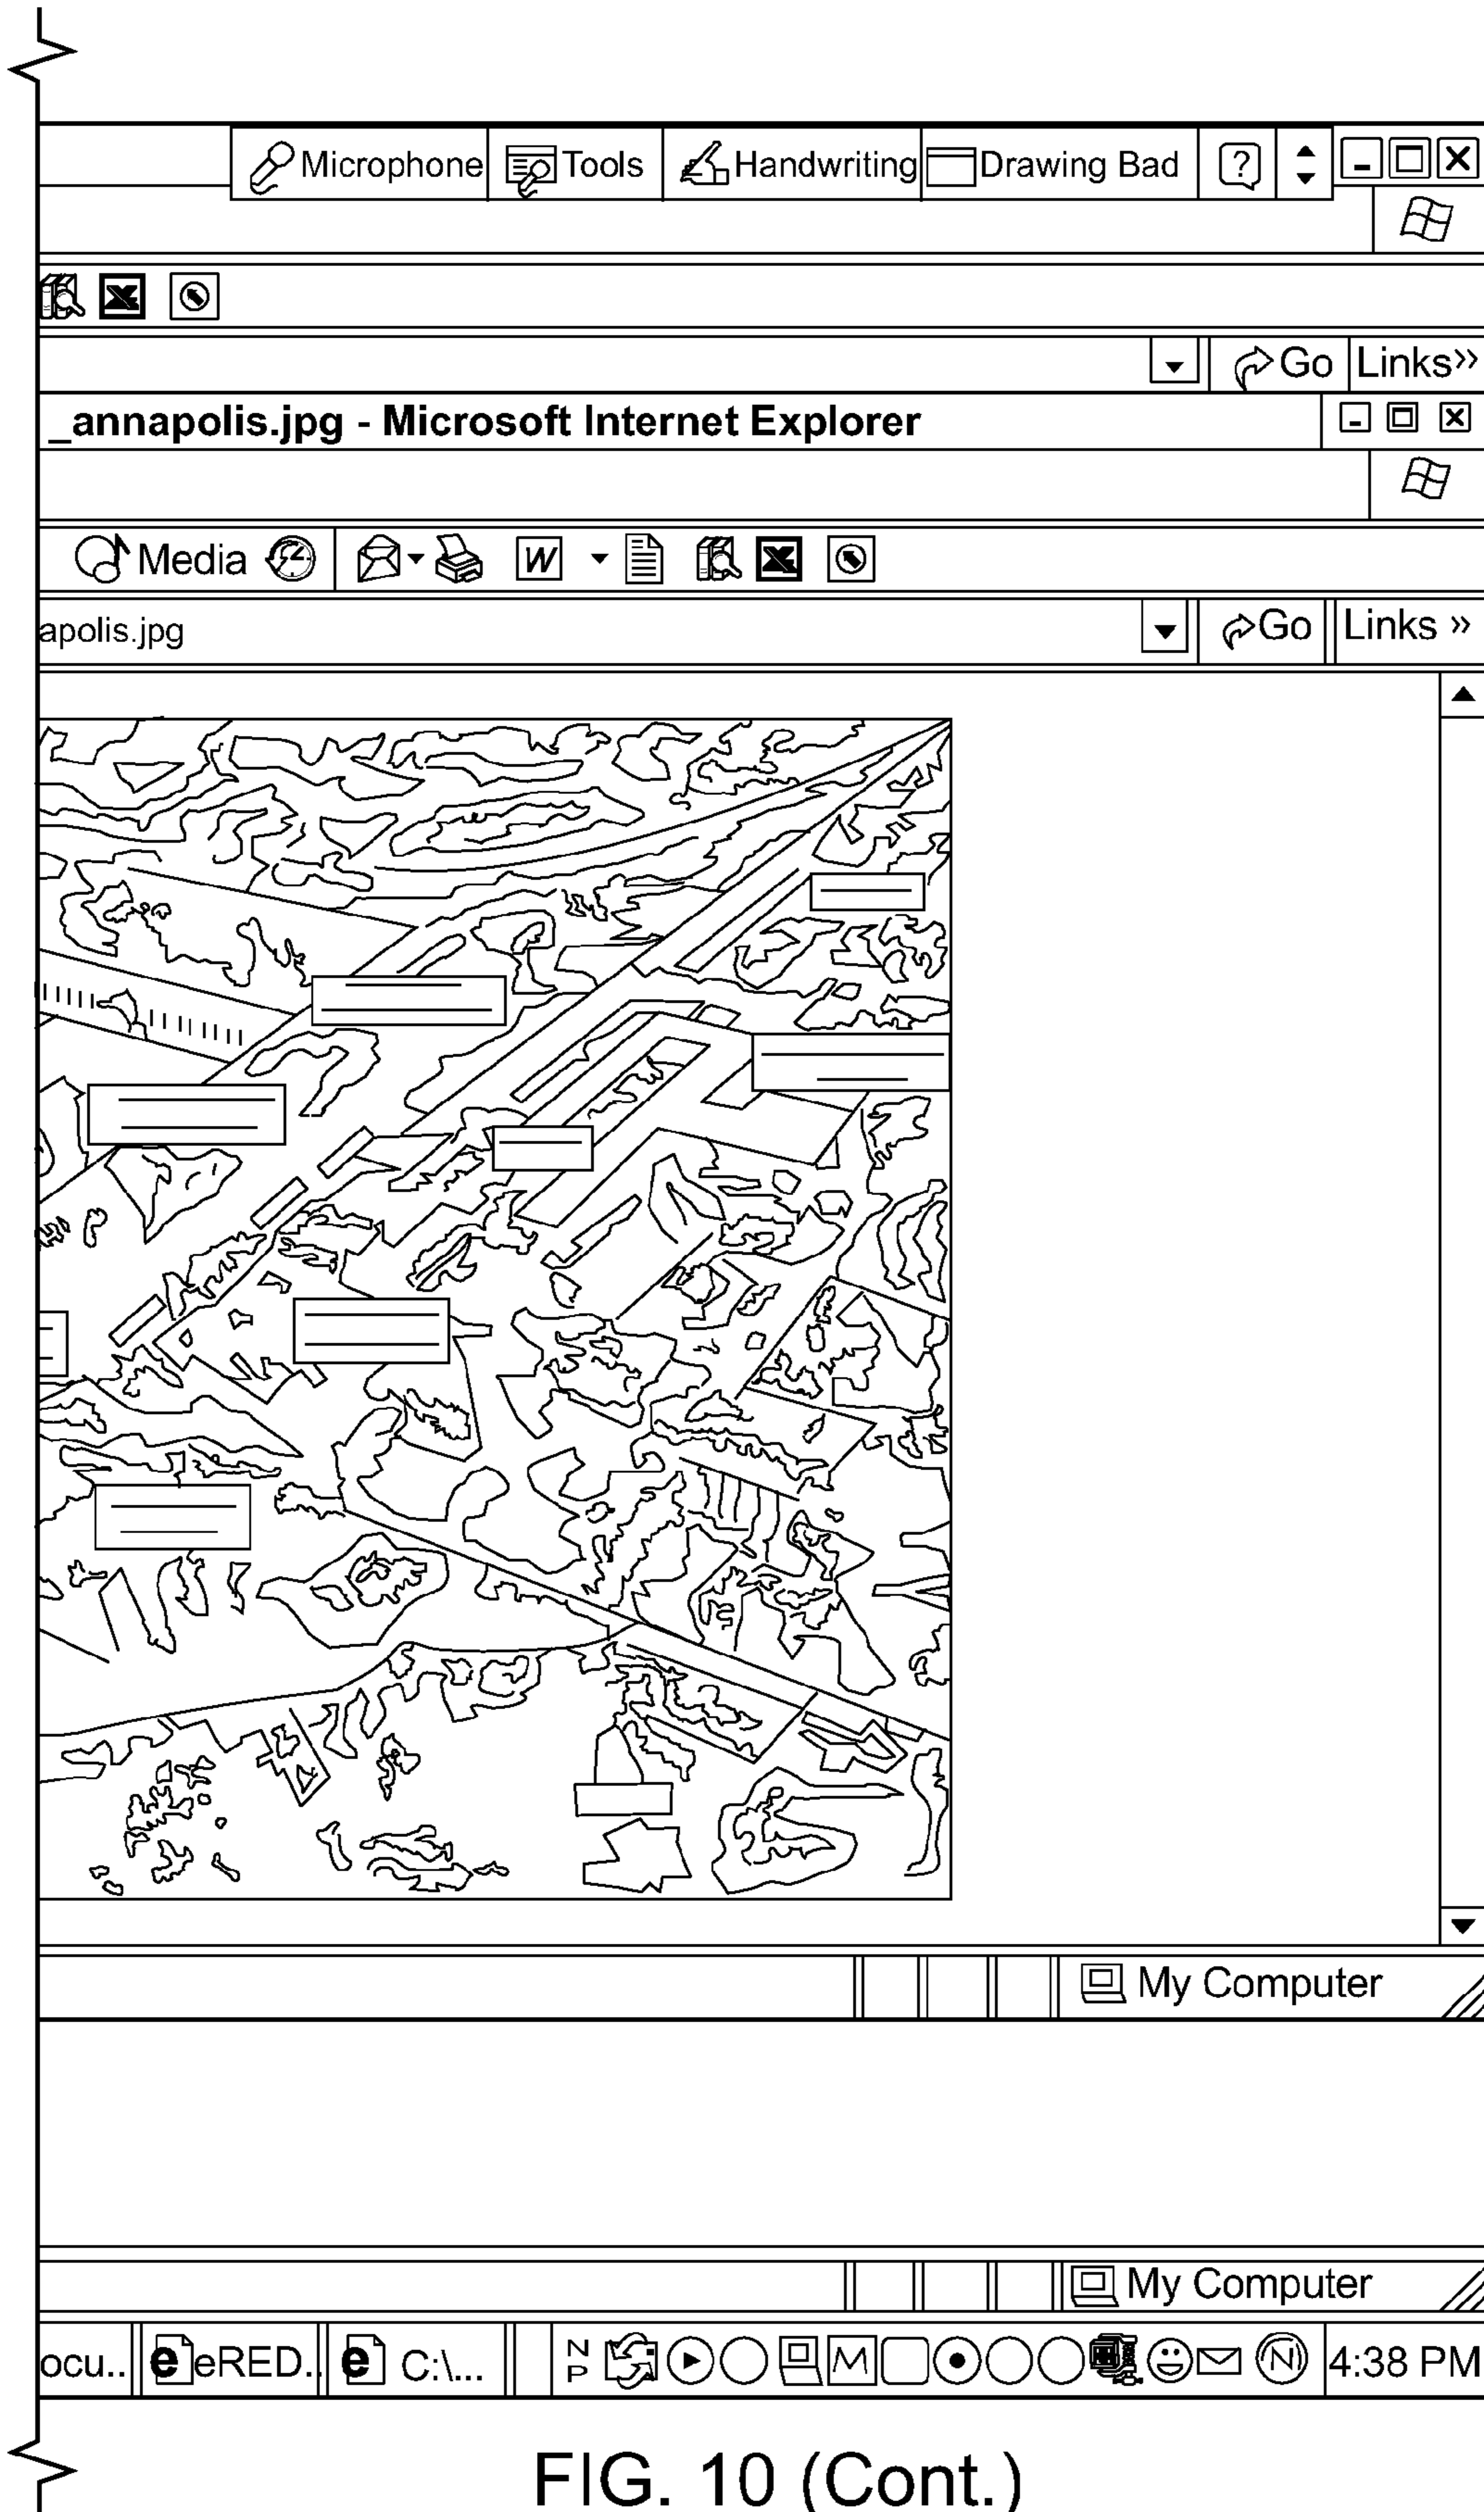 Microphone Tools Handwriting Drawing Bad ?
Go Links»
_annapolis.jpg - Microsoft Internet Explorer
Media W
apolis.jpg Go Links »
My Computer
My Computer
ocu.. eRED.. C:\... NP M N 4:38 PM
FIG. 10 (Cont.)